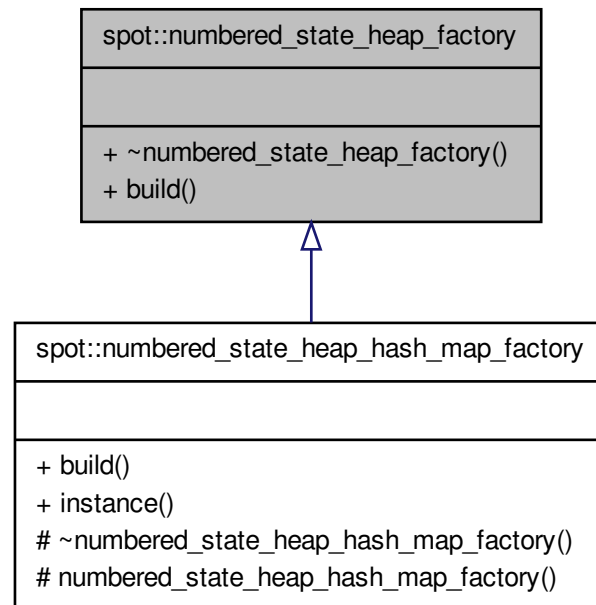 spot::numbered_state_heap_factory
+ ~numbered_state_heap_factory()
+ build()
spot::numbered_state_heap_hash_map_factory
+ build()
+ instance()
# ~numbered_state_heap_hash_map_factory()
# numbered_state_heap_hash_map_factory()